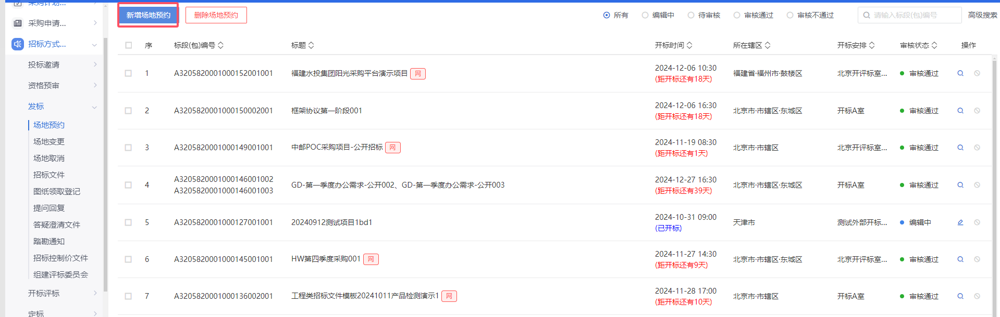 采购计划...
采购申请...
招标方式...
投标邀请
资格预审
发标
场地预约
场地变更
场地取消
招标文件
图纸领取登记
提问回复
答疑澄清文件
踏勘通知
招标控制价文件
组建评标委员会
开标评标
定标
新增场地预约 删除场地预约 所有 编辑中 待审核 审核通过 审核不通过 请输入标段(包)编号 高级搜索
序 标段(包)编号 标题 开标时间 所在辖区 开标安排 审核状态 操作
1 A3205820001000152001001 福建水投集团阳光采购平台演示项目 网 2024-12-06 10:30 福建省·福州市·鼓楼区 北京开评标室... 审核通过
(距开标还有18天)
2 A3205820001000150002001 框架协议第一阶段001 2024-12-06 16:30 北京市·市辖区·东城区 开标A室 审核通过
(距开标还有18天)
3 A3205820001000149001001 中邮POC采购项目-公开招标 网 2024-11-19 08:30 北京市·市辖区 北京开评标室... 审核通过
(距开标还有1天)
4 A3205820001000146001002 GD-第一季度办公需求-公开002、GD-第一季度办公需求-公开003 2024-12-27 16:30 北京市·市辖区·东城区 开标A室 审核通过
A3205820001000146001003 (距开标还有39天)
5 A3205820001000127001001 20240912测试项目1bd1 2024-10-31 09:00 天津市 测试外部开标... 编辑中
(已开标)
6 A3205820001000145001001 HW第四季度采购001 网 2024-11-27 14:30 北京市·市辖区·东城区 北京开评标室... 审核通过
(距开标还有9天)
7 A3205820001000136002001 工程类招标文件模板20241011产品检测演示1 网 2024-11-28 17:00 北京市·市辖区 开标A室 审核通过
(距开标还有10天)